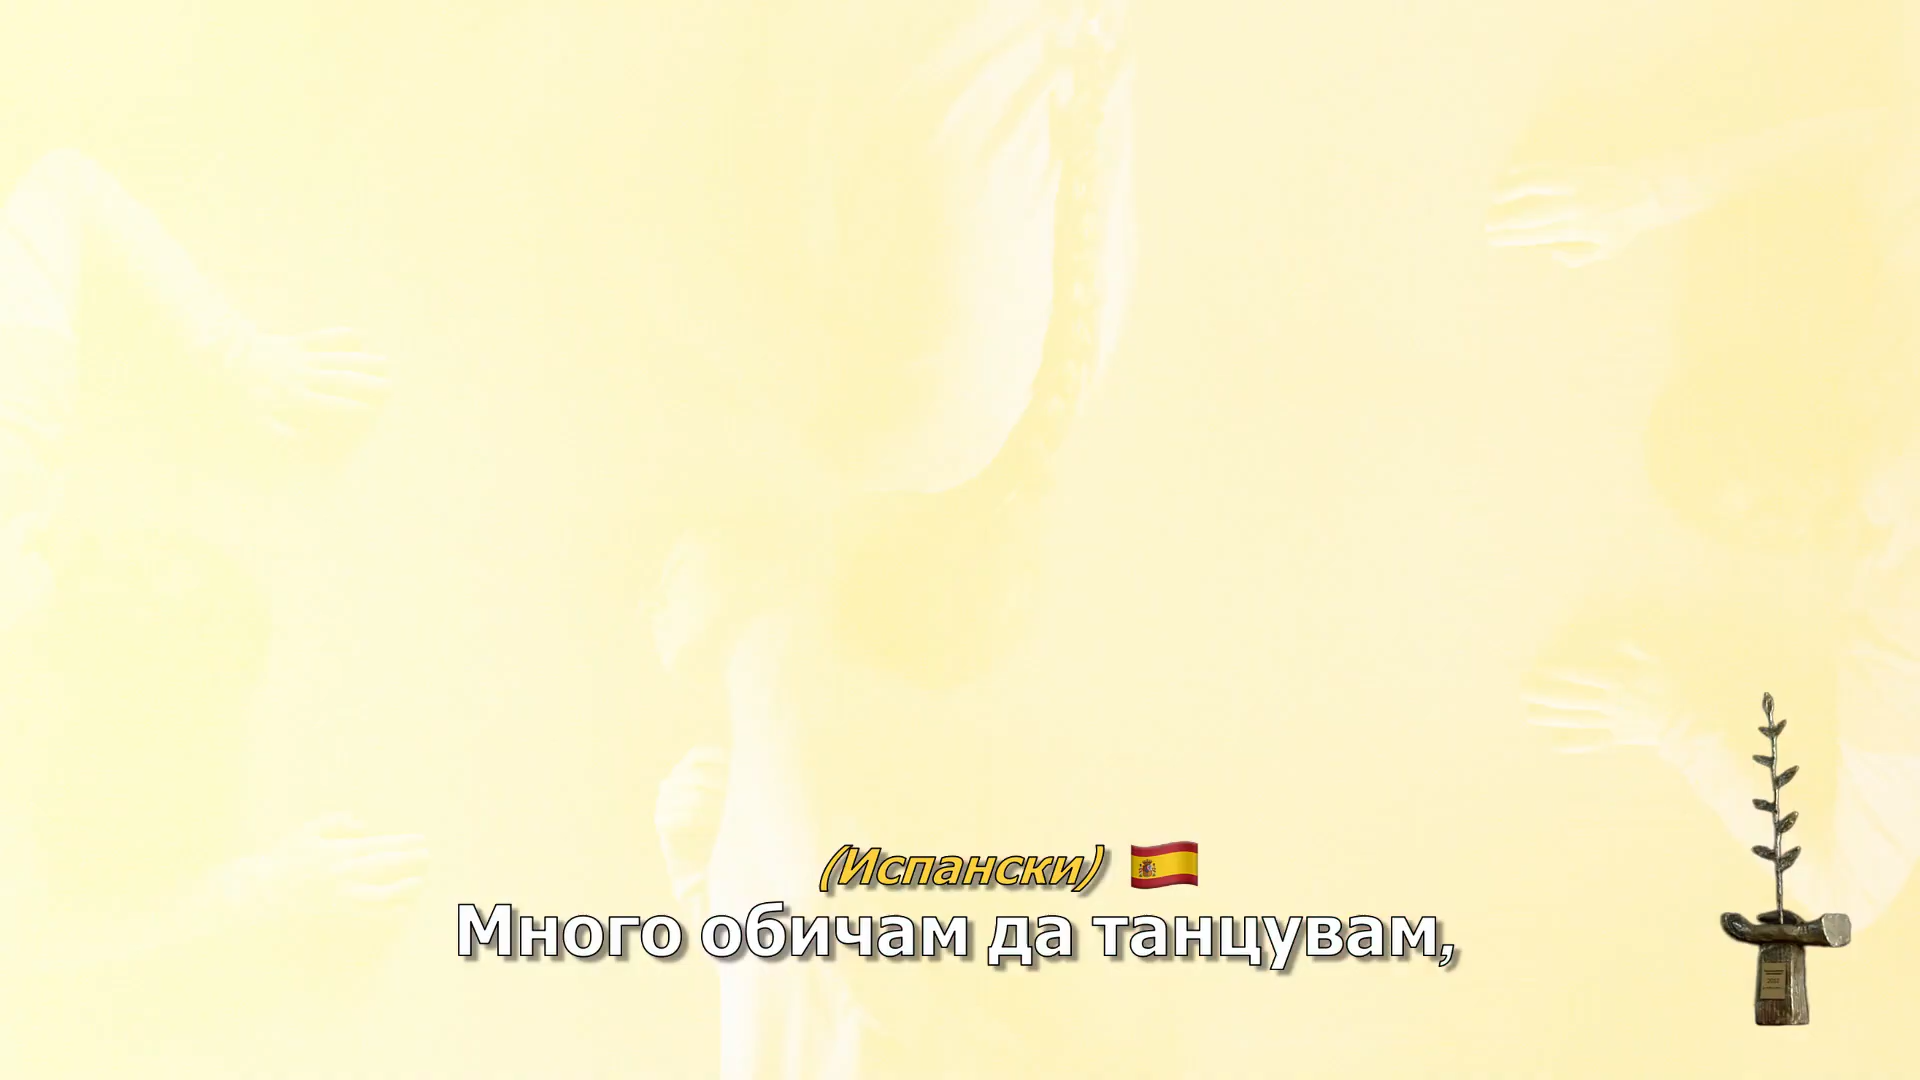 (Испански) 🇪🇸
Много обичам да танцувам,